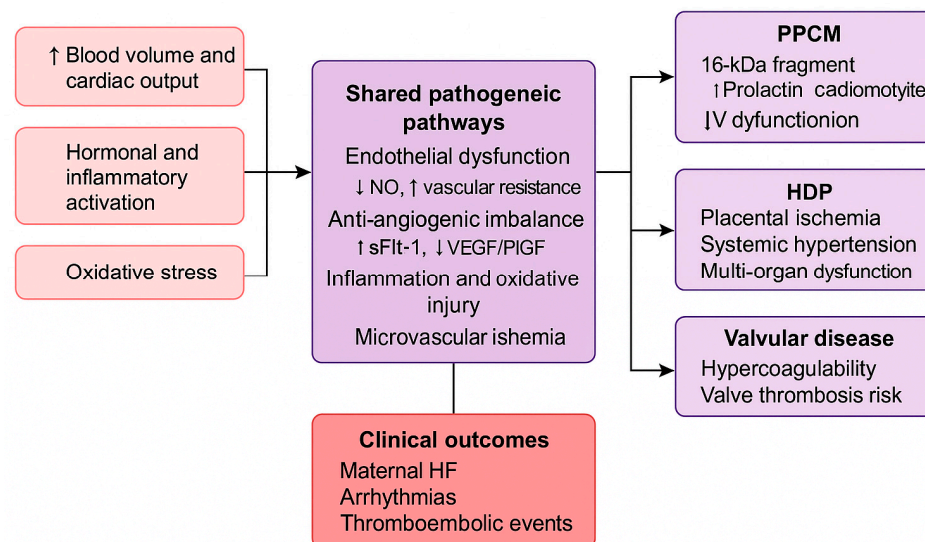 ↑ Blood volume and
cardiac output
Hormonal and
inflammatory
activation
Oxidative stress
Shared pathogeneic
pathways
Endothelial dysfunction
↓ NO, ↑ vascular resistance
Anti-angiogenic imbalance
↑ sFlt-1, ↓ VEGF/PIGF
Inflammation and oxidative
injury
Microvascular ishemia
Clinical outcomes
Maternal HF
Arrhythmias
Thromboembolic events
PPCM
16-kDa fragment
↑ Prolactin cadiomotyite
↓V dyfunctionion
HDP
Placental ischemia
Systemic hypertension
Multi-organ dysfunction
Valvular disease
Hypercoagulability
Valve thrombosis risk